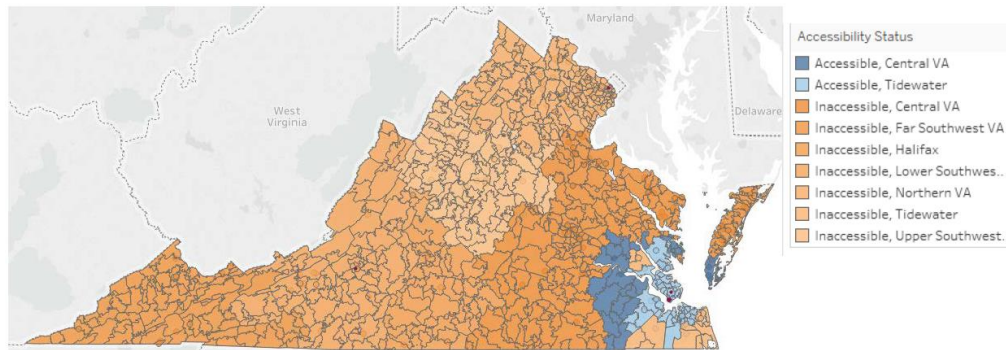 Maryland
West
Virginia
Delaware
Accessibility Status
Accessible, Central VA
Accessible, Tidewater
Inaccessible, Central VA
Inaccessible, Far Southwest VA
Inaccessible, Halifax
Inaccessible, Lower Southwes..
Inaccessible, Northern VA
Inaccessible, Tidewater
Inaccessible, Upper Southwest..